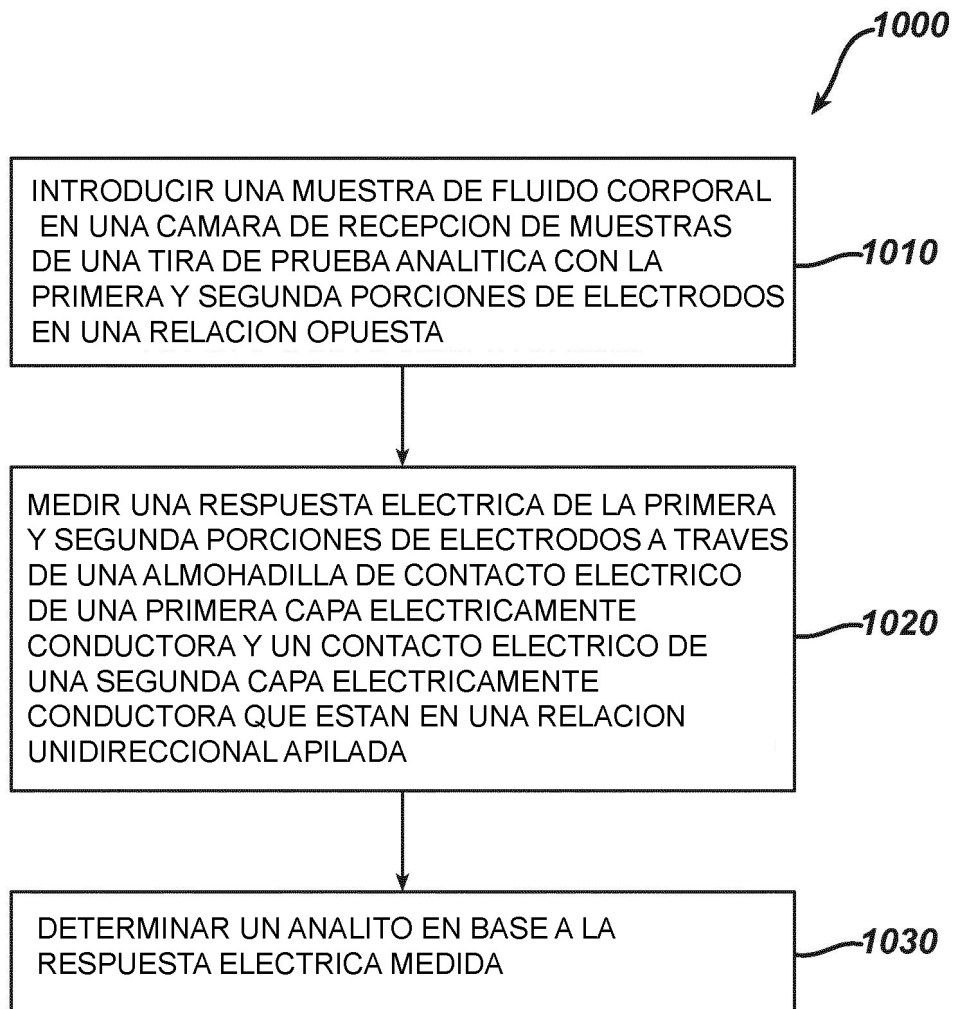 1000
INTRODUCIR UNA MUESTRA DE FLUIDO CORPORAL
EN UNA CAMARA DE RECEPCION DE MUESTRAS
DE UNA TIRA DE PRUEBA ANALITICA CON LA
PRIMERA Y SEGUNDA PORCIONES DE ELECTRODOS
EN UNA RELACION OPUESTA
1010
MEDIR UNA RESPUESTA ELECTRICA DE LA PRIMERA
Y SEGUNDA PORCIONES DE ELECTRODOS A TRAVES
DE UNA ALMOHADILLA DE CONTACTO ELECTRICO
DE UNA PRIMERA CAPA ELECTRICAMENTE
CONDUCTORA Y UN CONTACTO ELECTRICO DE
UNA SEGUNDA CAPA ELECTRICAMENTE
CONDUCTORA QUE ESTAN EN UNA RELACION
UNIDIRECCIONAL APILADA
1020
DETERMINAR UN ANALITO EN BASE A LA
RESPUESTA ELECTRICA MEDIDA
1030